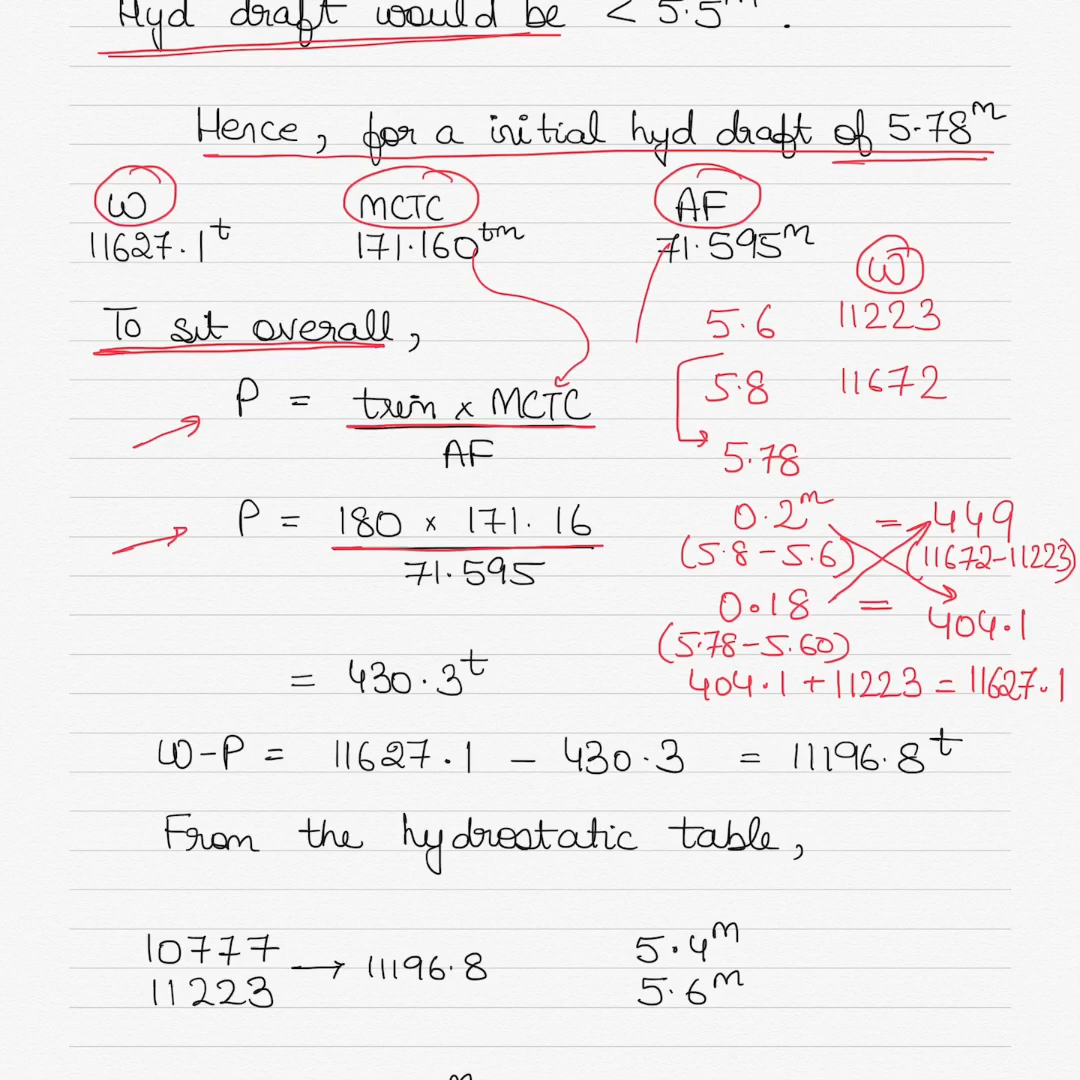 Hyd draft would be < 5.5m.
Hence, for a initial hyd draft of 5.78m
W MCTC AF
11627.1t 171.160tm 71.595m
W
5.6 11223
To sit overall,
5.8 11672
P = trim x MCTC
AF
5.78
P = 180 x 171.16
71.595
0.2m = 449
(5.8-5.6) (11672-11223)
0.18 = 404.1
(5.78-5.60)
= 430.3t
404.1 + 11223 = 11627.1
W-P = 11627.1 - 430.3 = 11196.8t
From the hydrostatic table,
10777 5.4m
→ 11196.8
11223 5.6m